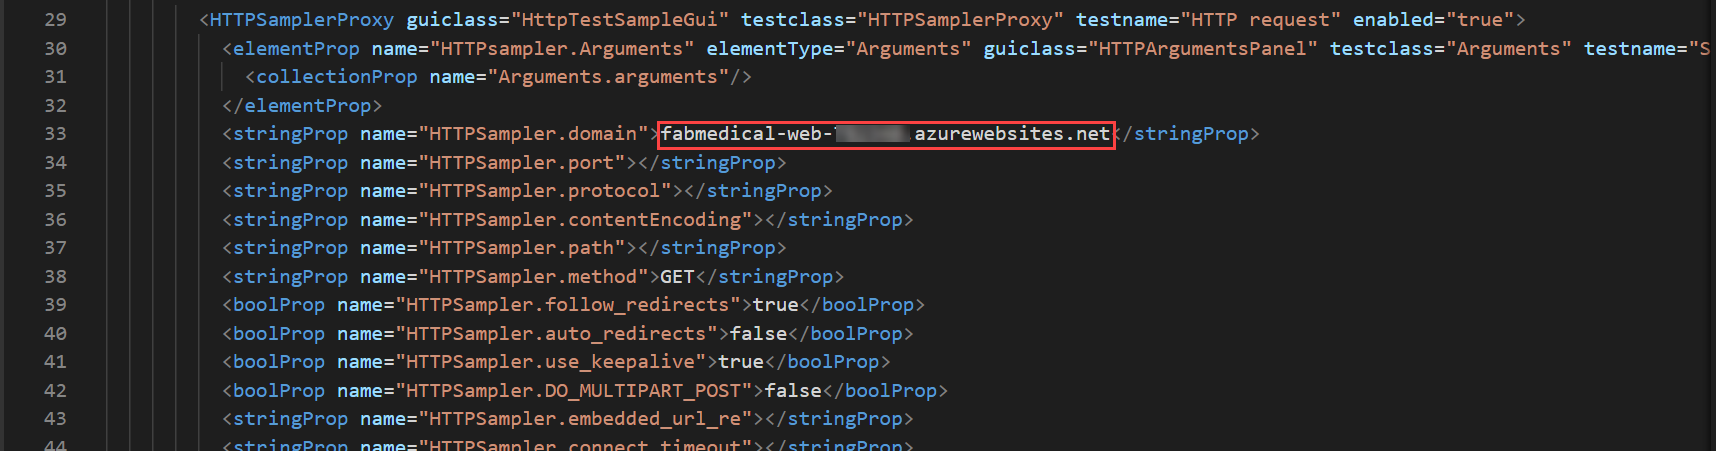 29 <HTTPSamplerProxy guiclass="HttpTestSampleGui" testclass="HTTPSamplerProxy" testname="HTTP request" enabled="true">
30 <elementProp name="HTTPsampler.Arguments" elementType="Arguments" guiclass="HTTPArgumentsPanel" testclass="Arguments" testname="S
31 <collectionProp name="Arguments.arguments"/>
32 </elementProp>
33 <stringProp name="HTTPSampler.domain">fabmedical-web- .azurewebsites.net</stringProp>
34 <stringProp name="HTTPSampler.port"></stringProp>
35 <stringProp name="HTTPSampler.protocol"></stringProp>
36 <stringProp name="HTTPSampler.contentEncoding"></stringProp>
37 <stringProp name="HTTPSampler.path"></stringProp>
38 <stringProp name="HTTPSampler.method">GET</stringProp>
39 <boolProp name="HTTPSampler.follow_redirects">true</boolProp>
40 <boolProp name="HTTPSampler.auto_redirects">false</boolProp>
41 <boolProp name="HTTPSampler.use_keepalive">true</boolProp>
42 <boolProp name="HTTPSampler.DO_MULTIPART_POST">false</boolProp>
43 <stringProp name="HTTPSampler.embedded_url_re"></stringProp>
44 <stringProp name="HTTPSampler.connect_timeout"></stringProp>